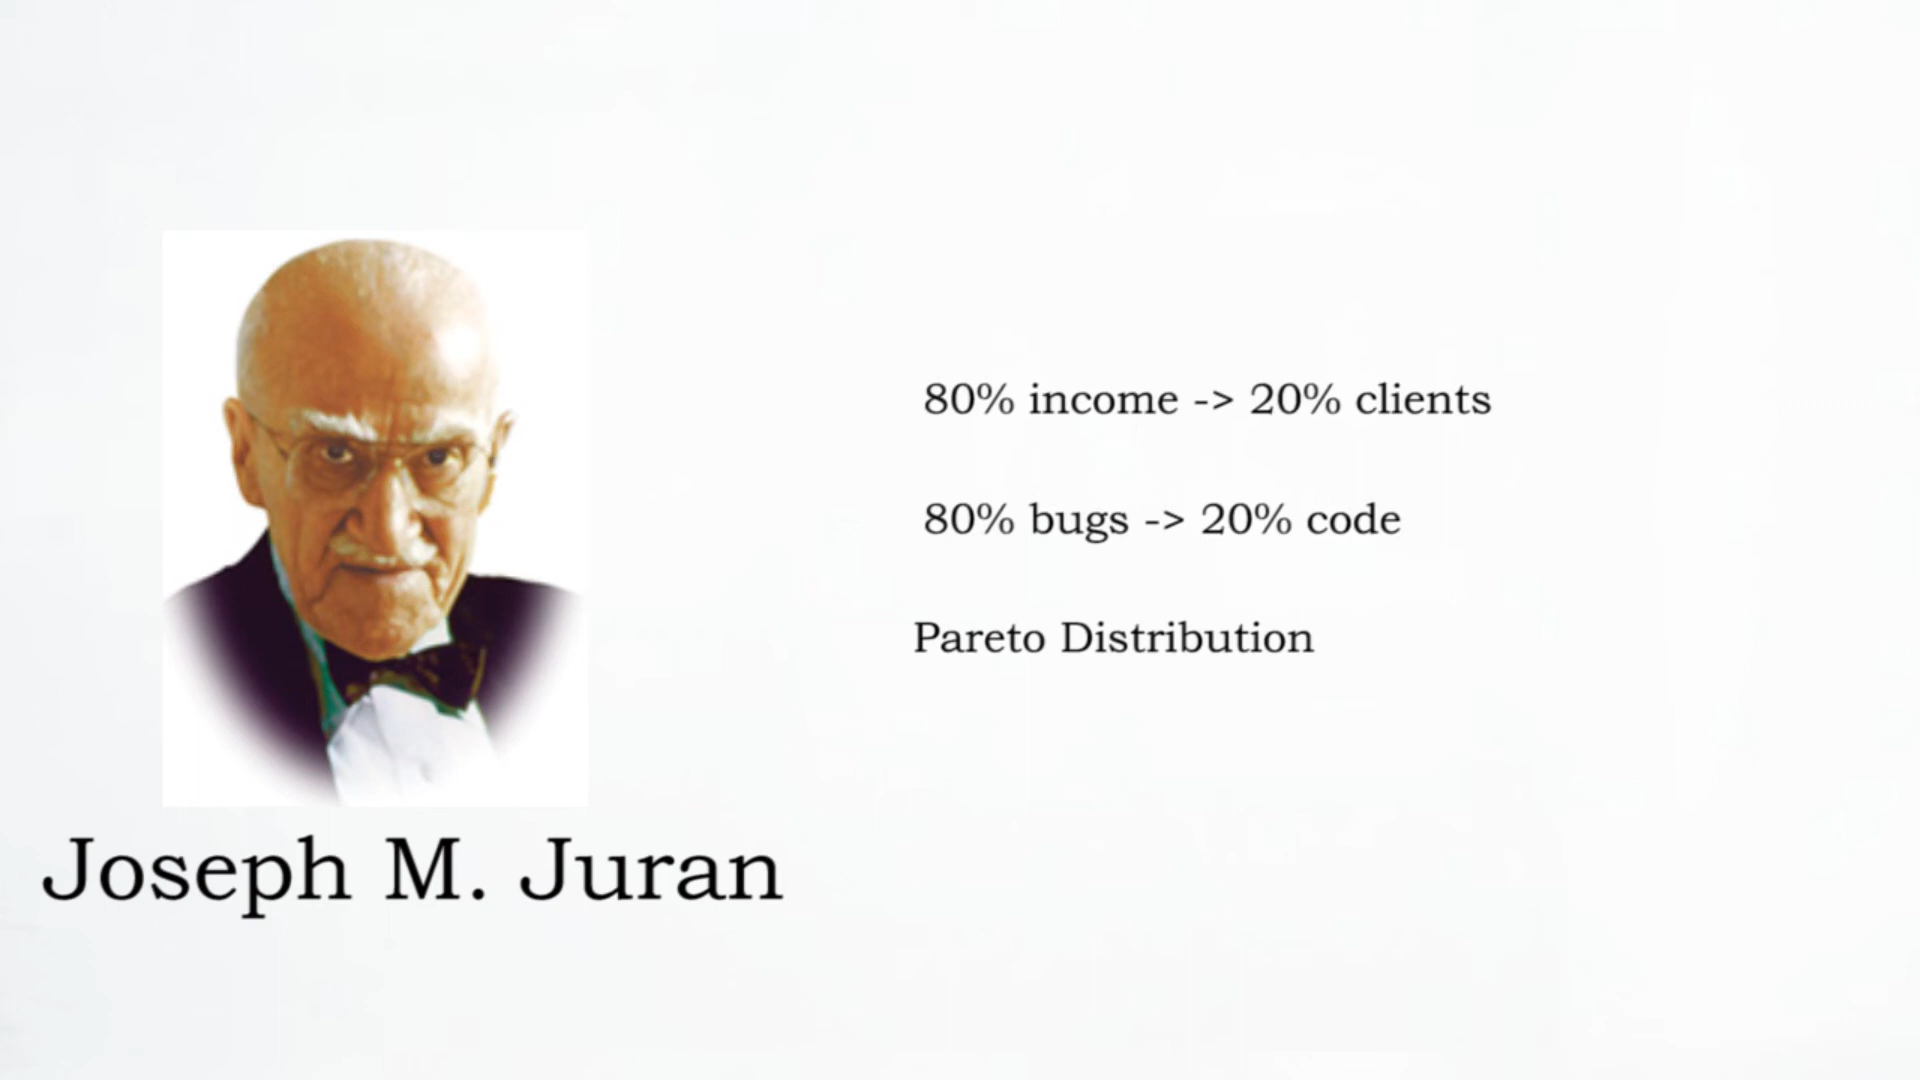 80% income -> 20% clients
80% bugs -> 20% code
Pareto Distribution
Joseph M. Juran